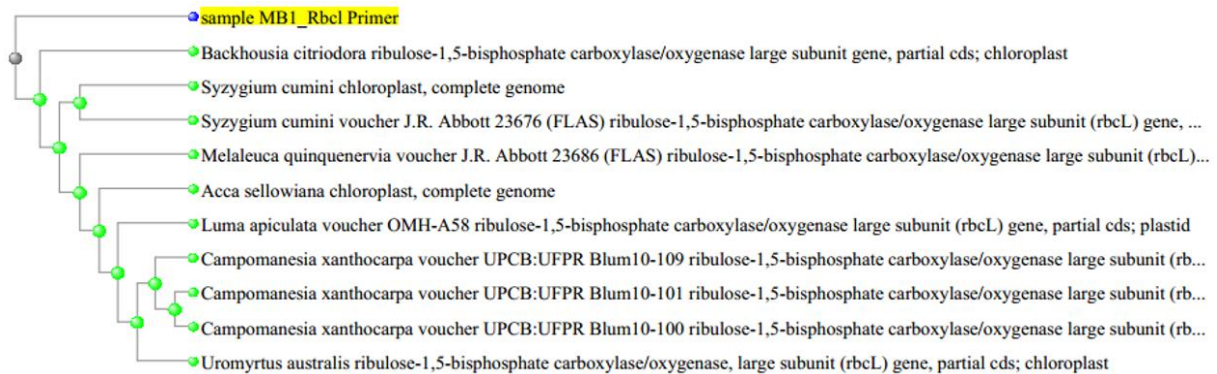 sample MB1_Rbcl Primer
Backhousia citriodora ribulose-1,5-bisphosphate carboxylase/oxygenase large subunit gene, partial cds; chloroplast
Syzygium cumini chloroplast, complete genome
Syzygium cumini voucher J.R. Abbott 23676 (FLAS) ribulose-1,5-bisphosphate carboxylase/oxygenase large subunit (rbcL) gene, ...
Melaleuca quinquenervia voucher J.R. Abbott 23686 (FLAS) ribulose-1,5-bisphosphate carboxylase/oxygenase large subunit (rbcL)...
Acca sellowiana chloroplast, complete genome
Luma apiculata voucher OMH-A58 ribulose-1,5-bisphosphate carboxylase/oxygenase large subunit (rbcL) gene, partial cds; plastid
Campomanesia xanthocarpa voucher UPCB:UFPR Blum10-109 ribulose-1,5-bisphosphate carboxylase/oxygenase large subunit (rb...
Campomanesia xanthocarpa voucher UPCB:UFPR Blum10-101 ribulose-1,5-bisphosphate carboxylase/oxygenase large subunit (rb...
Campomanesia xanthocarpa voucher UPCB:UFPR Blum10-100 ribulose-1,5-bisphosphate carboxylase/oxygenase large subunit (rb...
Uromyrtus australis ribulose-1,5-bisphosphate carboxylase/oxygenase, large subunit (rbcL) gene, partial cds; chloroplast